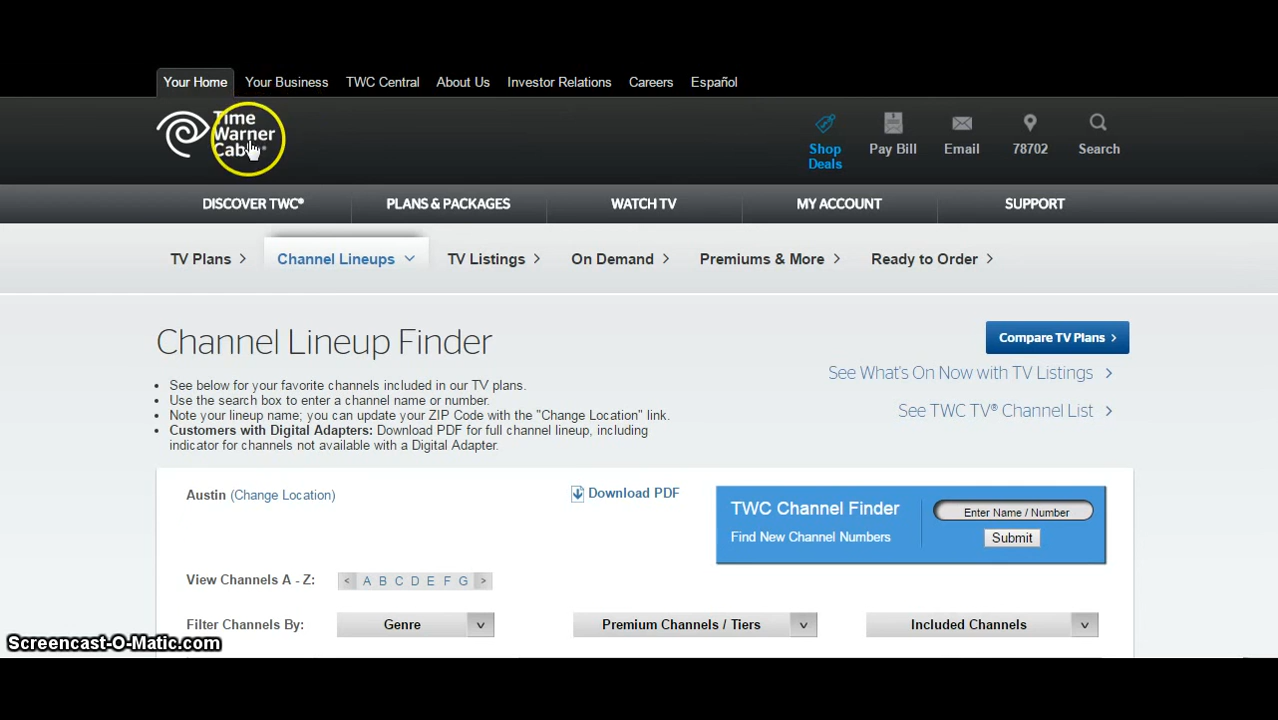 Your Home Your Business TWC Central About Us Investor Relations Careers Español
Time
Warner
Cable
Shop
Deals
Pay Bill
Email
78702
Search
DISCOVER TWC® PLANS & PACKAGES WATCH TV MY ACCOUNT SUPPORT
TV Plans > Channel Lineups TV Listings > On Demand > Premiums & More > Ready to Order >
Channel Lineup Finder
Compare TV Plans >
See What's On Now with TV Listings >
See TWC TV® Channel List >
• See below for your favorite channels included in our TV plans.
• Use the search box to enter a channel name or number.
• Note your lineup name; you can update your ZIP Code with the "Change Location" link.
• Customers with Digital Adapters: Download PDF for full channel lineup, including
indicator for channels not available with a Digital Adapter.
Austin (Change Location)
Download PDF
TWC Channel Finder
Find New Channel Numbers
Enter Name / Number
Submit
View Channels A - Z: < A B C D E F G >
Filter Channels By: Genre Premium Channels / Tiers Included Channels
Screencast-O-Matic.com